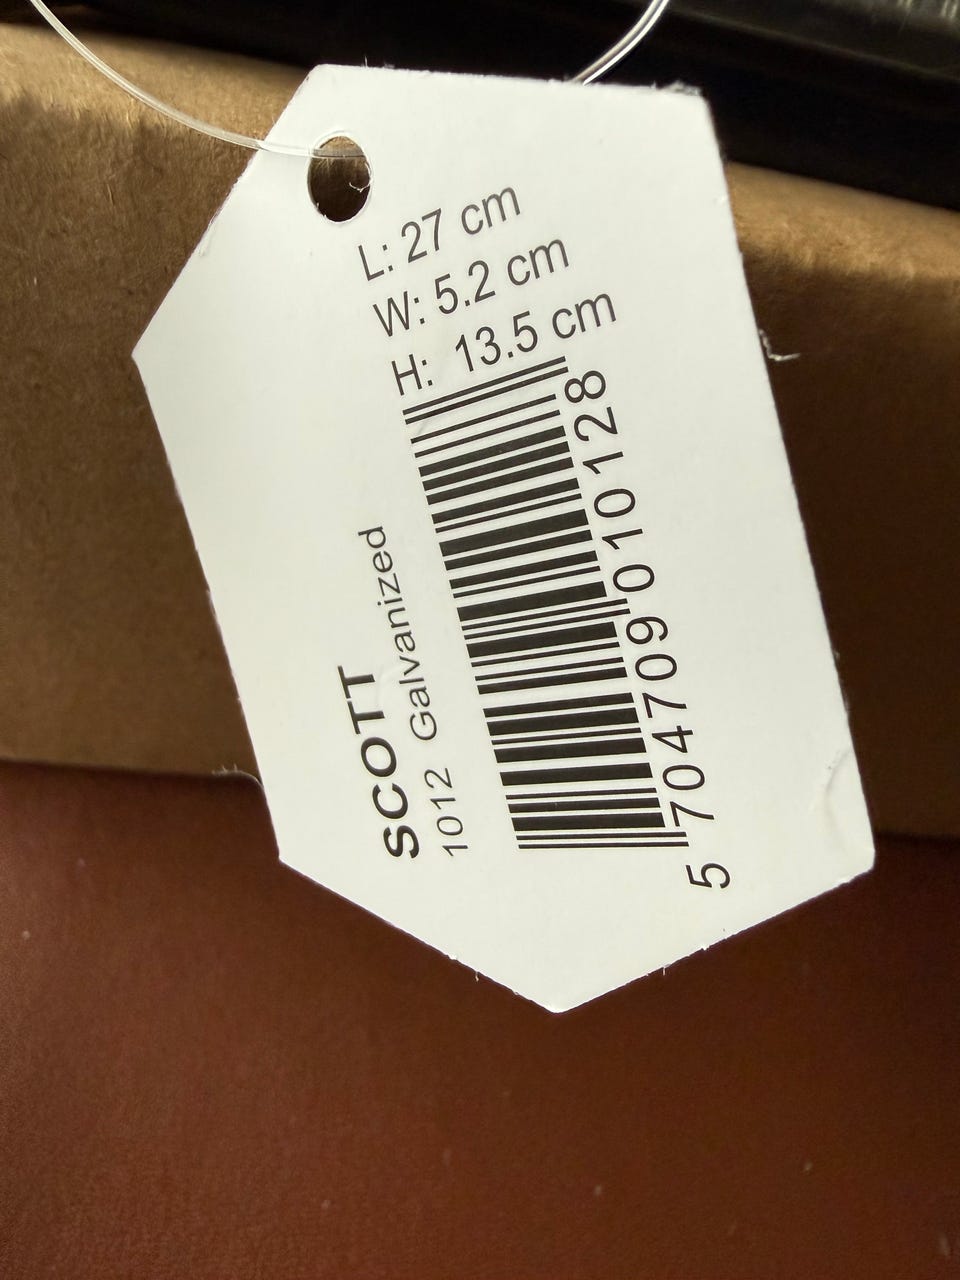 L: 27 cm
W: 5.2 cm
H: 13.5 cm
SCOTT
1012 Galvanized
5 704709 010128